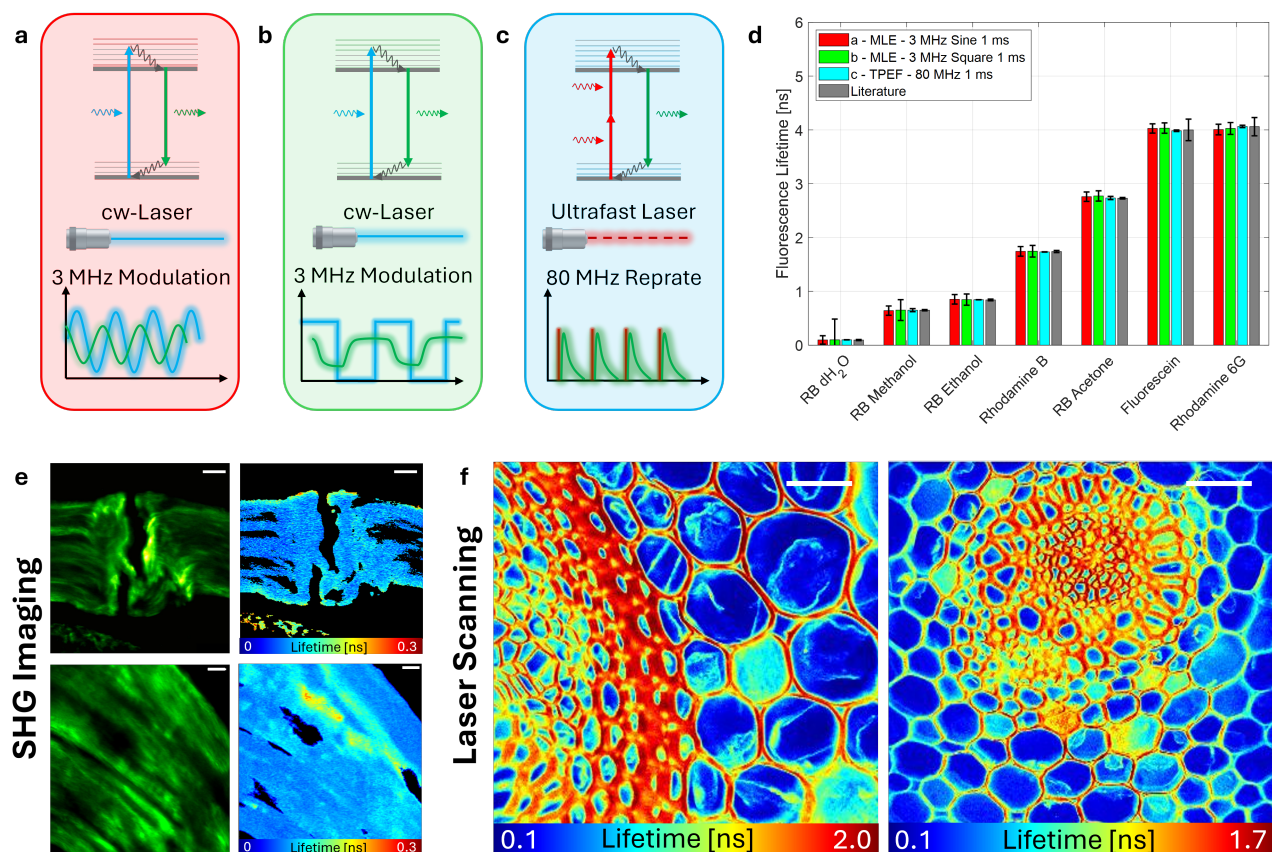 a
cw-Laser
3 MHz Modulation
b
cw-Laser
3 MHz Modulation
c
Ultrafast Laser
80 MHz Reprate
d
Fluorescence Lifetime [ns]
6
5
4
3
2
1
0
a - MLE - 3 MHz Sine 1 ms
b - MLE - 3 MHz Square 1 ms
c - TPEF - 80 MHz 1 ms
Literature
RB dH2O
RB Methanol
RB Ethanol
Rhodamine B
RB Acetone
Fluorescein
Rhodamine 6G
e
SHG Imaging
0 Lifetime [ns] 0.3
0 Lifetime [ns] 0.3
f
Laser Scanning
0.1 Lifetime [ns] 2.0
0.1 Lifetime [ns] 1.7